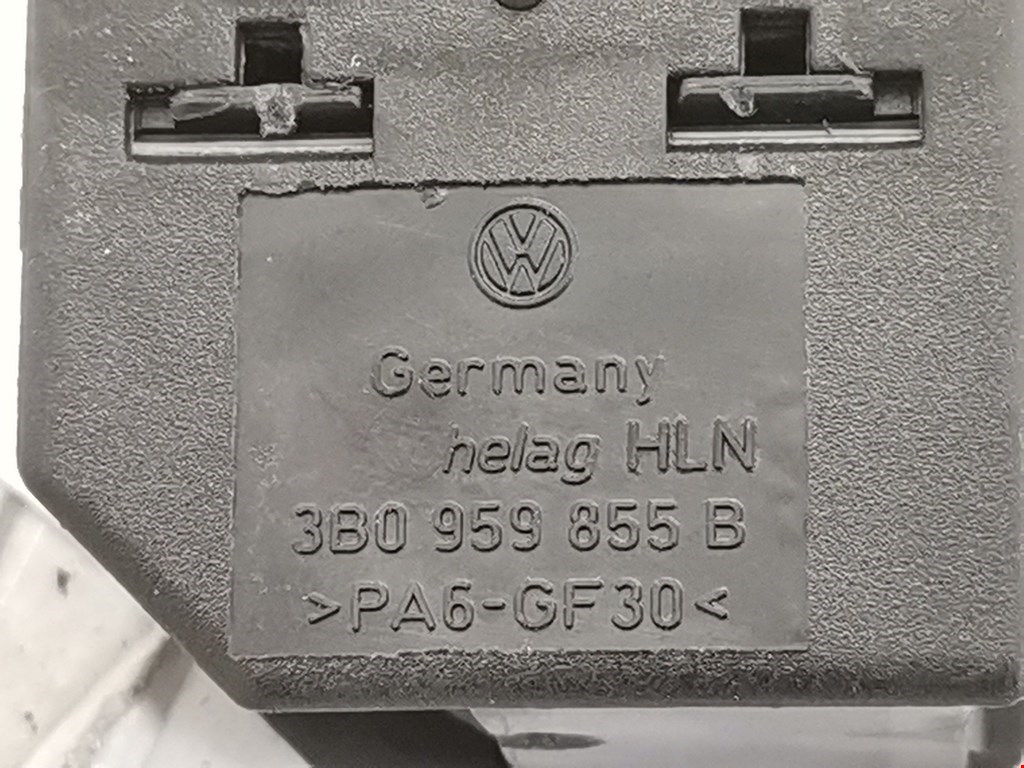 Germany
helag HLN
3B0 959 855 B
>PA6-GF30<